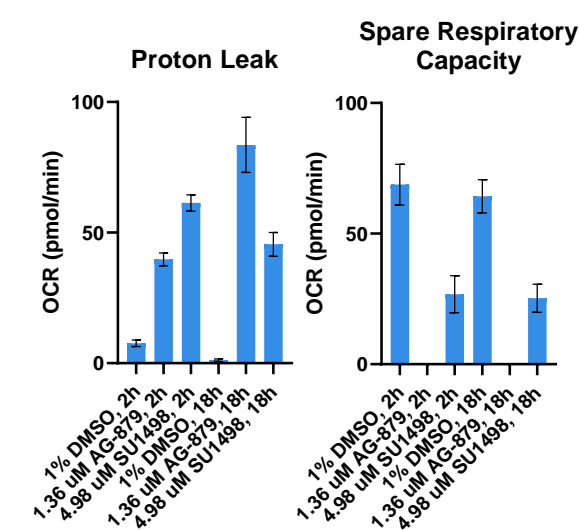 Proton Leak
OCR (pmol/min)
100
50
0
1% DMSO, 2h
1.36 uM AG-879, 2h
4.98 uM SU1498, 2h
1% DMSO, 18h
1.36 uM AG-879, 18h
4.98 uM SU1498, 18h
Spare Respiratory
Capacity
OCR (pmol/min)
100
50
0
1% DMSO, 2h
1.36 uM AG-879, 2h
4.98 uM SU1498, 2h
1% DMSO, 18h
1.36 uM AG-879, 18h
4.98 uM SU1498, 18h